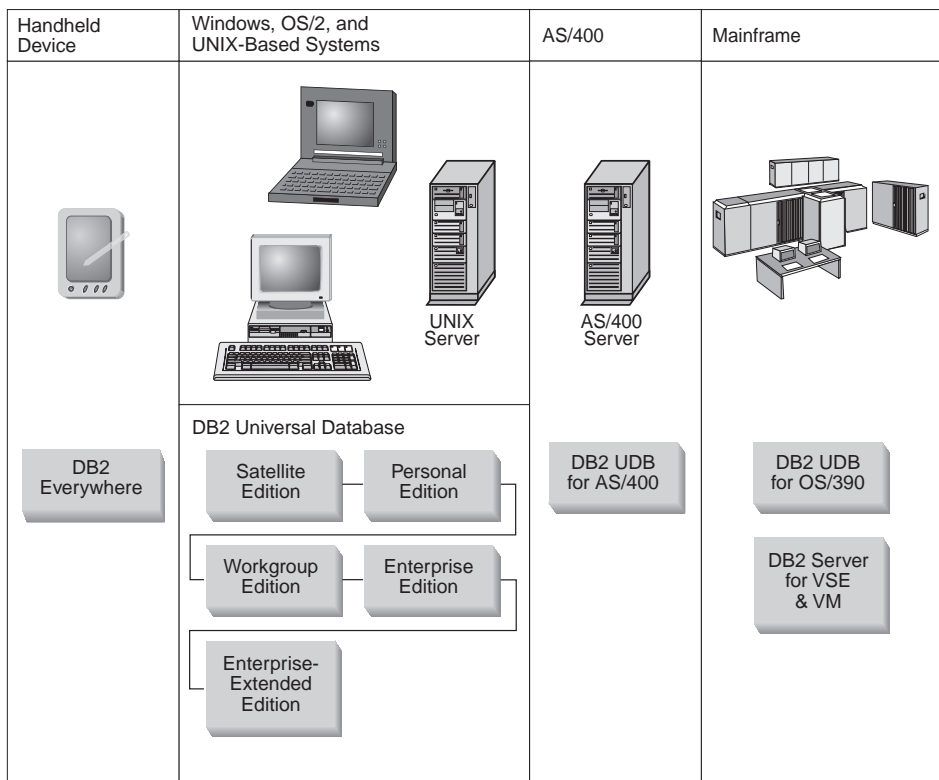 Handheld
Device
Windows, OS/2, and
UNIX-Based Systems
AS/400
Mainframe
UNIX
Server
AS/400
Server
DB2
Everywhere
DB2 Universal Database
Satellite
Edition
Personal
Edition
Workgroup
Edition
Enterprise
Edition
Enterprise-
Extended
Edition
DB2 UDB
for AS/400
DB2 UDB
for OS/390
DB2 Server
for VSE
& VM